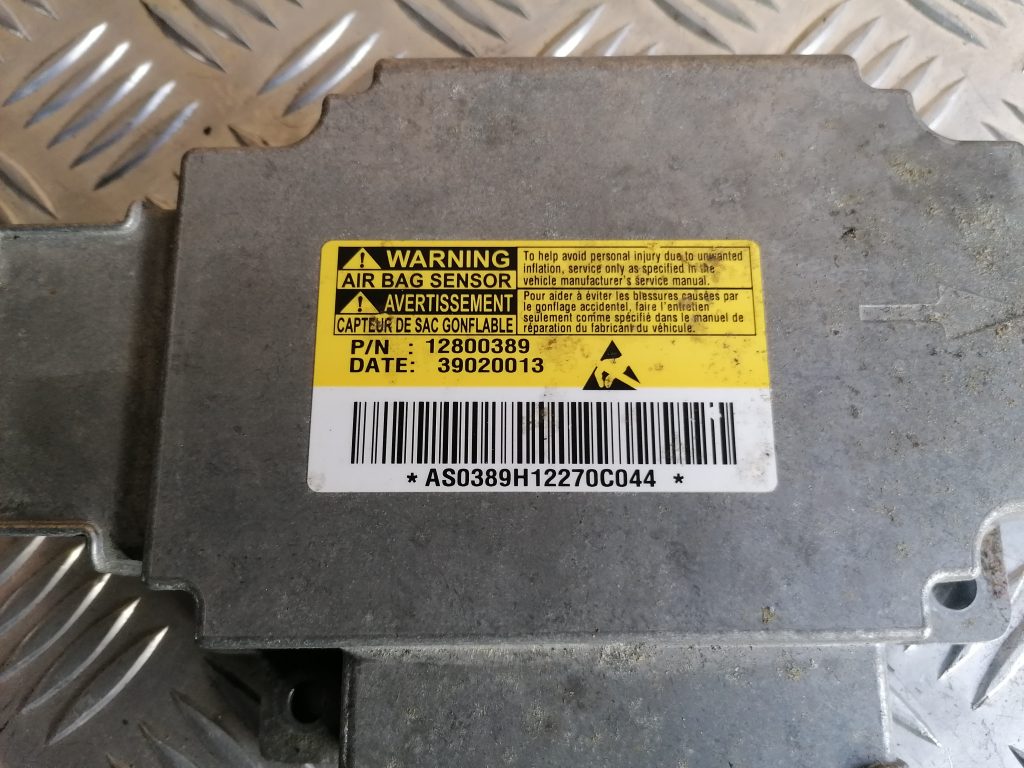 WARNING
AIR BAG SENSOR
To help avoid personal injury due to unwanted
inflation, service only as specified in the
vehicle manufacturer's service manual.
AVERTISSEMENT
CAPTEUR DE SAC GONFLABLE
Pour aider à éviter les blessures causées par
le gonflage accidentel, faire l'entretien
seulement comme spécifié dans le manuel de
réparation du fabricant du véhicule.
P/N : 12800389
DATE: 39020013
* AS0389H12270C044 *